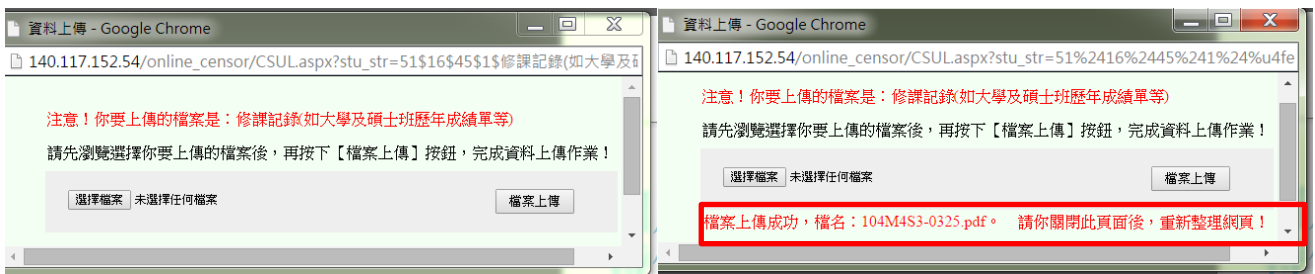 資料上傳 - Google Chrome
140.117.152.54/online_censor/CSUL.aspx?stu_str=51$16$45$1$修課記錄(如大學及碩
注意！你要上傳的檔案是：修課記錄(如大學及碩士班歷年成績單等)
請先瀏覽選擇你要上傳的檔案後，再按下【檔案上傳】按鈕，完成資料上傳作業！
選擇檔案 未選擇任何檔案 檔案上傳
資料上傳 - Google Chrome
140.117.152.54/online_censor/CSUL.aspx?stu_str=51%2416%2445%241%24%u4fe
注意！你要上傳的檔案是：修課記錄(如大學及碩士班歷年成績單等)
請先瀏覽選擇你要上傳的檔案後，再按下【檔案上傳】按鈕，完成資料上傳作業！
選擇檔案 未選擇任何檔案 檔案上傳
檔案上傳成功，檔名：104M4S3-0325.pdf。 請你關閉此頁面後，重新整理網頁！